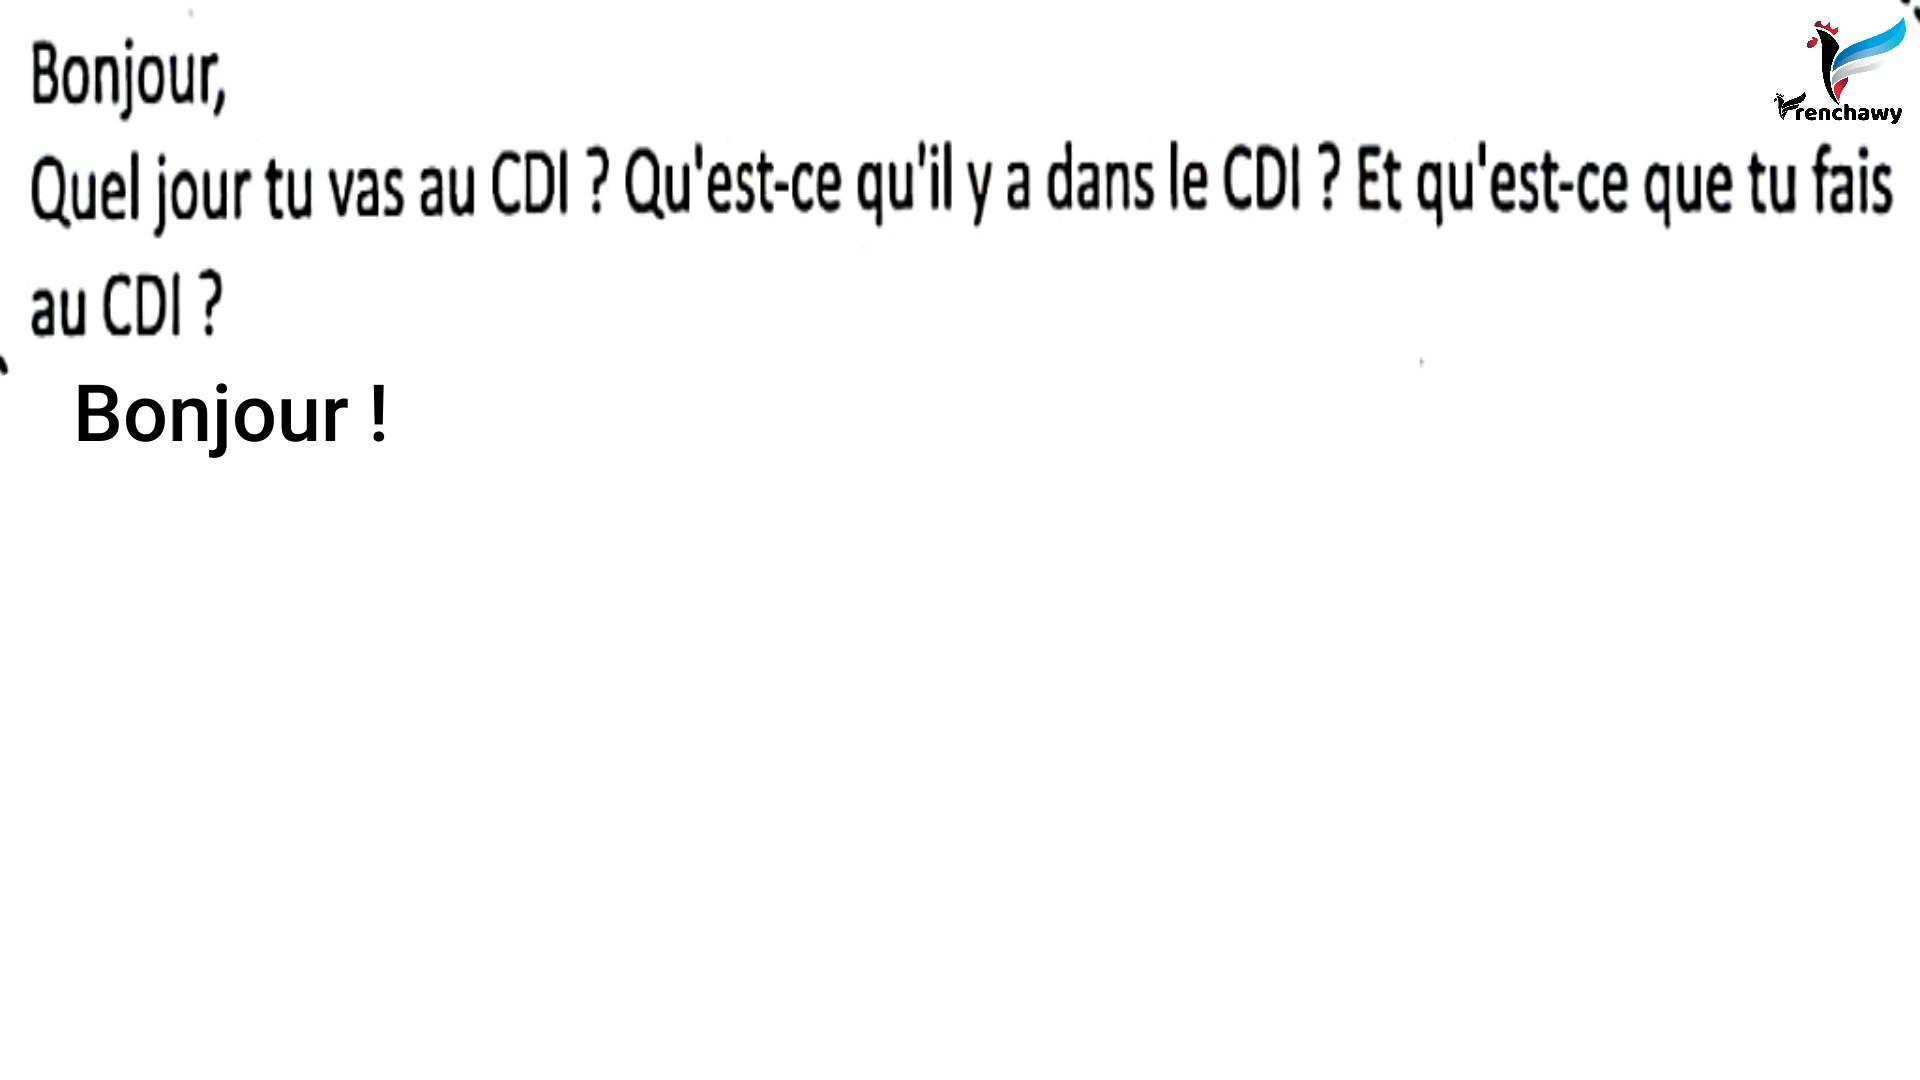 Bonjour,
Frenchawy
Quel jour tu vas au CDI ? Qu'est-ce qu'il y a dans le CDI ? Et qu'est-ce que tu fais
au CDI ?
Bonjour !